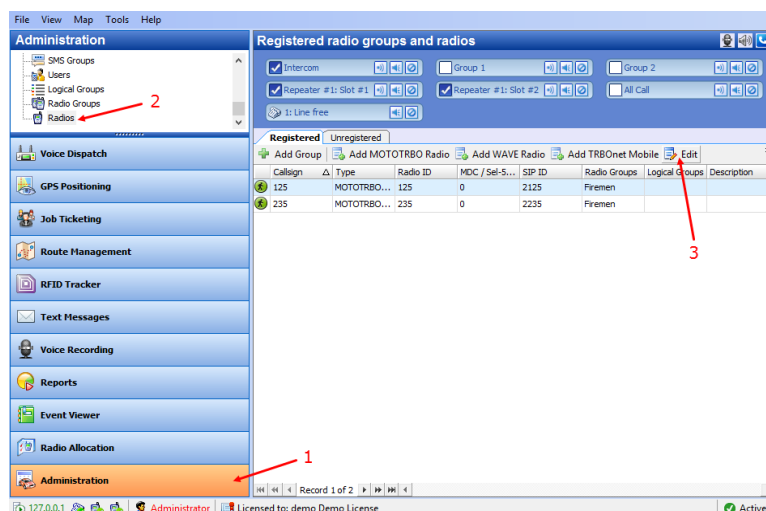 File View Map Tools Help
Administration
SMS Groups
Users
Logical Groups
Radio Groups
Radios
2
Voice Dispatch
GPS Positioning
Job Ticketing
Route Management
RFID Tracker
Text Messages
Voice Recording
Reports
Event Viewer
Radio Allocation
Administration
1
Registered radio groups and radios
Intercom Group 1 Group 2
Repeater #1: Slot #1 Repeater #1: Slot #2 All Call
1: Line free
Registered Unregistered
Add Group Add MOTOTRBO Radio Add WAVE Radio Add TRBOnet Mobile Edit
Callsign Type Radio ID MDC / Sel-5... SIP ID Radio Groups Logical Groups Description
125 MOTOTRBO... 125 0 2125 Firemen
235 MOTOTRBO... 235 0 2235 Firemen
3
Record 1 of 2
127.0.0.1 Administrator Licensed to: demo Demo License Active